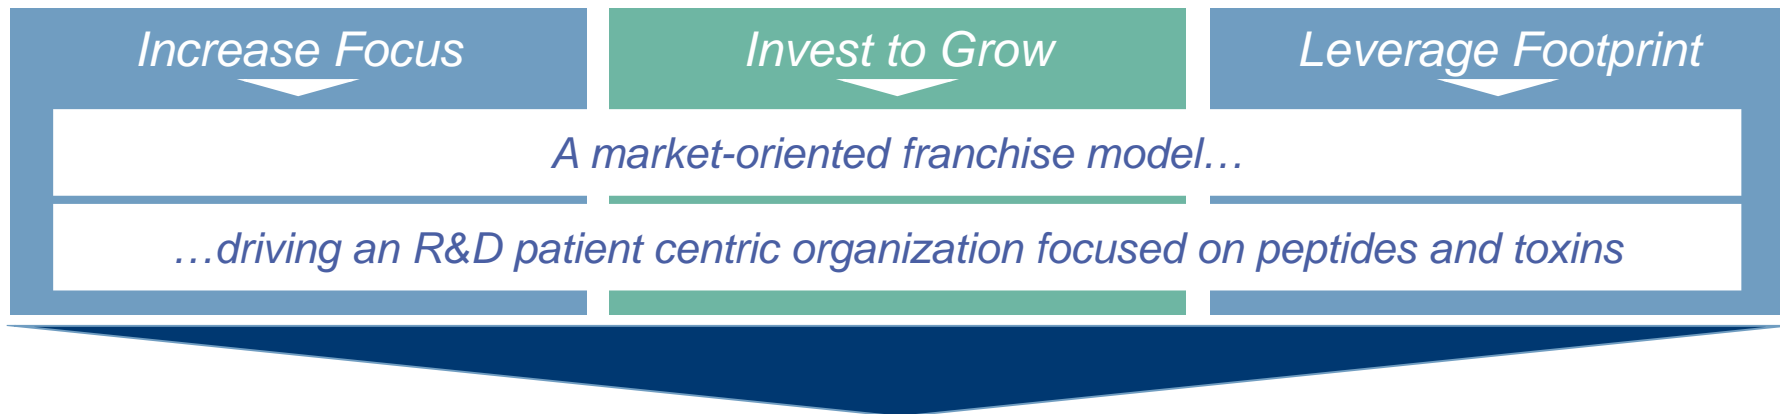 Increase Focus
Invest to Grow
Leverage Footprint
A market-oriented franchise model…
…driving an R&D patient centric organization focused on peptides and toxins